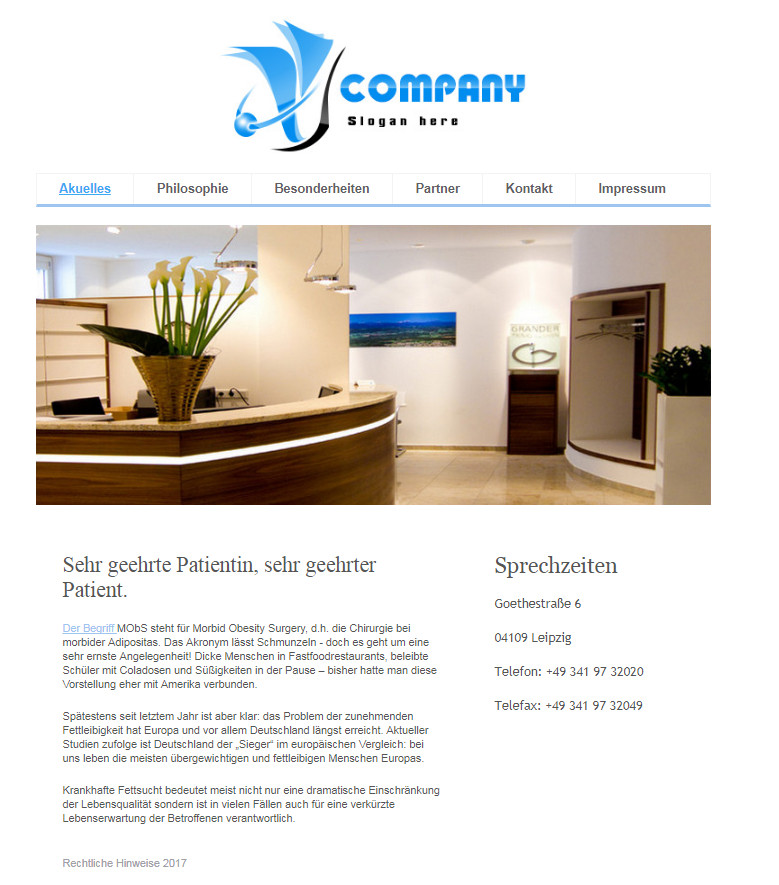 COMPANY
Slogan here
Akuelles Philosophie Besonderheiten Partner Kontakt Impressum
GRANDER
Sehr geehrte Patientin, sehr geehrter
Patient.
Der Begriff MObS steht für Morbid Obesity Surgery, d.h. die Chirurgie bei
morbider Adipositas. Das Akronym lässt Schmunzeln - doch es geht um eine
sehr ernste Angelegenheit! Dicke Menschen in Fastfoodrestaurants, beleibte
Schüler mit Coladosen und Süßigkeiten in der Pause – bisher hatte man diese
Vorstellung eher mit Amerika verbunden.
Spätestens seit letztem Jahr ist aber klar: das Problem der zunehmenden
Fettleibigkeit hat Europa und vor allem Deutschland längst erreicht. Aktueller
Studien zufolge ist Deutschland der „Sieger“ im europäischen Vergleich: bei
uns leben die meisten übergewichtigen und fettleibigen Menschen Europas.
Krankhafte Fettsucht bedeutet meist nicht nur eine dramatische Einschränkung
der Lebensqualität sondern ist in vielen Fällen auch für eine verkürzte
Lebenserwartung der Betroffenen verantwortlich.
Rechtliche Hinweise 2017
Sprechzeiten
Goethestraße 6
04109 Leipzig
Telefon: +49 341 97 32020
Telefax: +49 341 97 32049